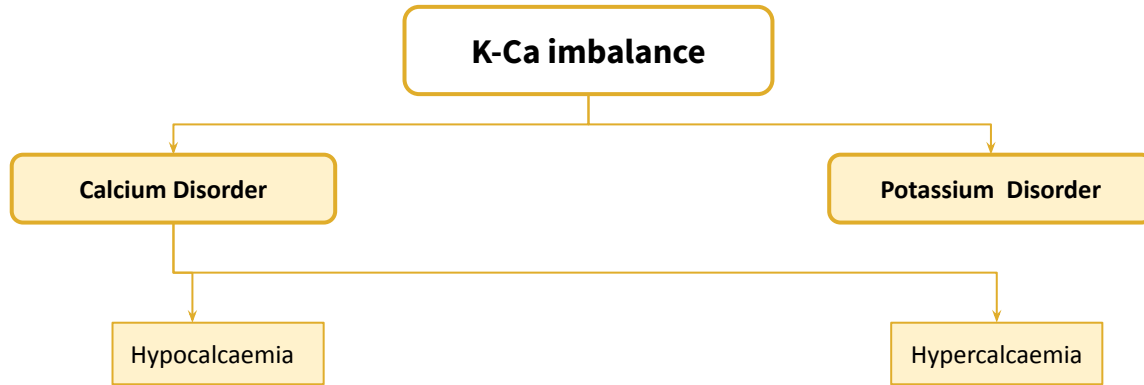 K-Ca imbalance
Calcium Disorder
Potassium  Disorder
Hypocalcaemia
Hypercalcaemia